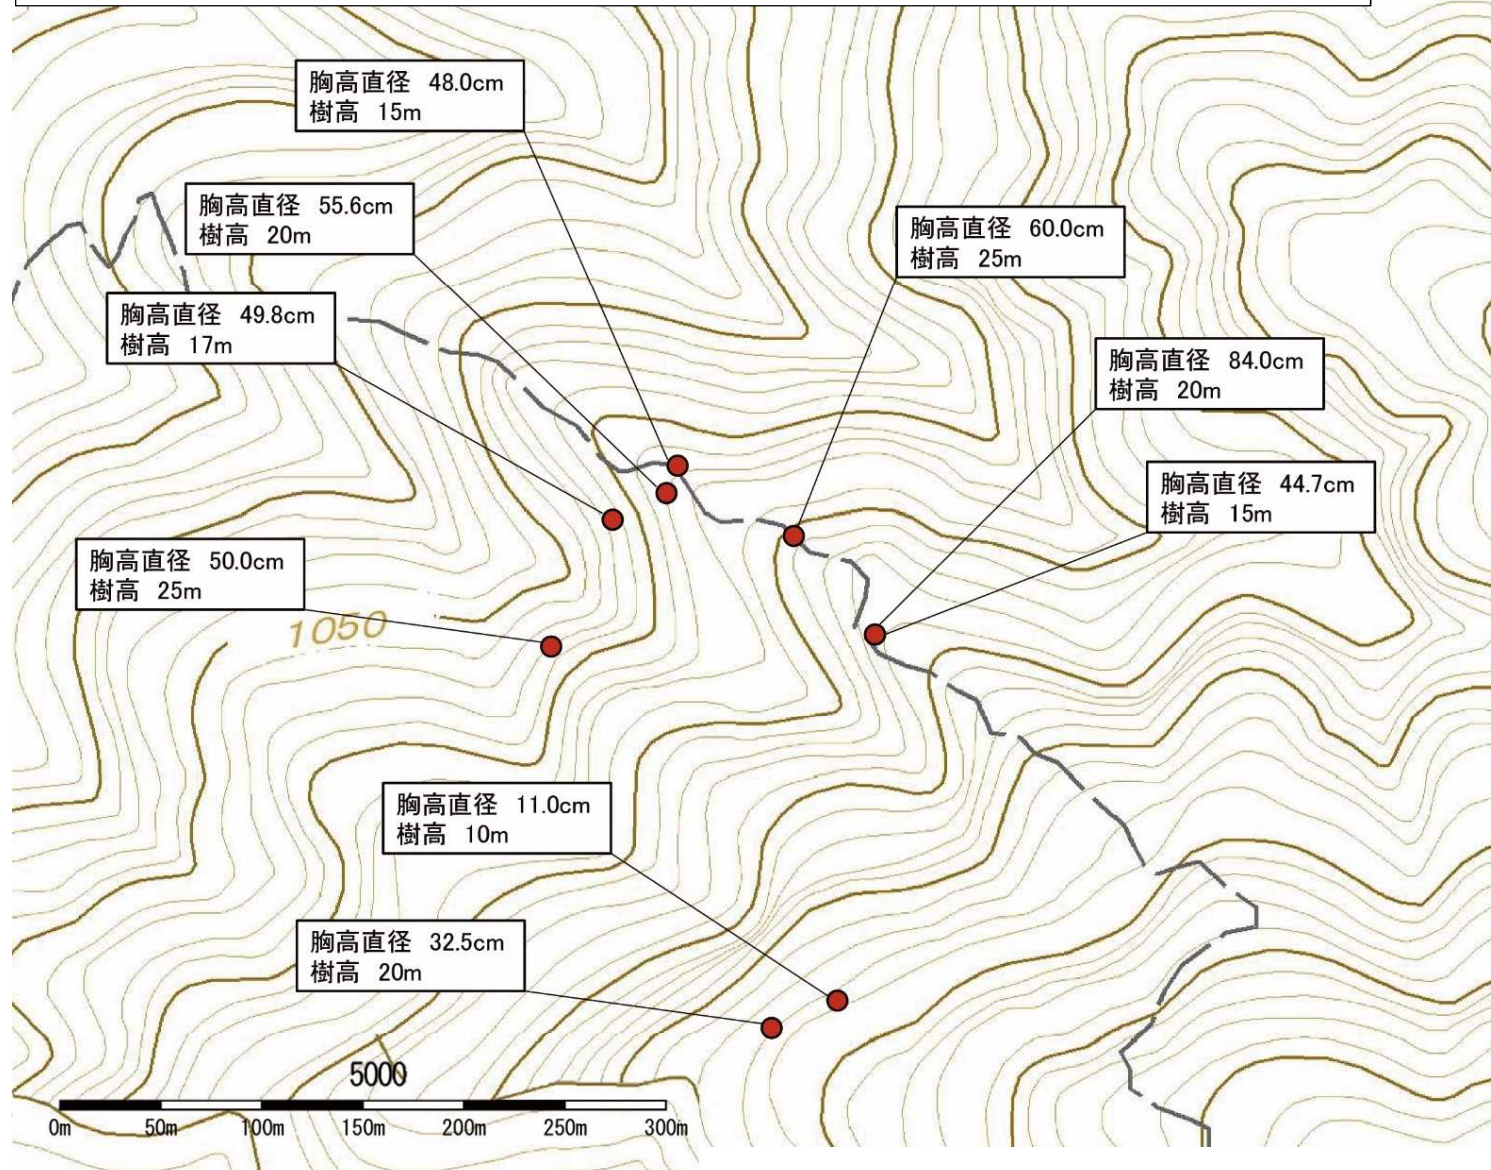 胸高直径 48.0cm
樹高 15m
胸高直径 55.6cm
樹高 20m
胸高直径 60.0cm
樹高 25m
胸高直径 49.8cm
樹高 17m
胸高直径 84.0cm
樹高 20m
胸高直径 44.7cm
樹高 15m
胸高直径 50.0cm
樹高 25m
1050
胸高直径 11.0cm
樹高 10m
胸高直径 32.5cm
樹高 20m
5000
0m 50m 100m 150m 200m 250m 300m